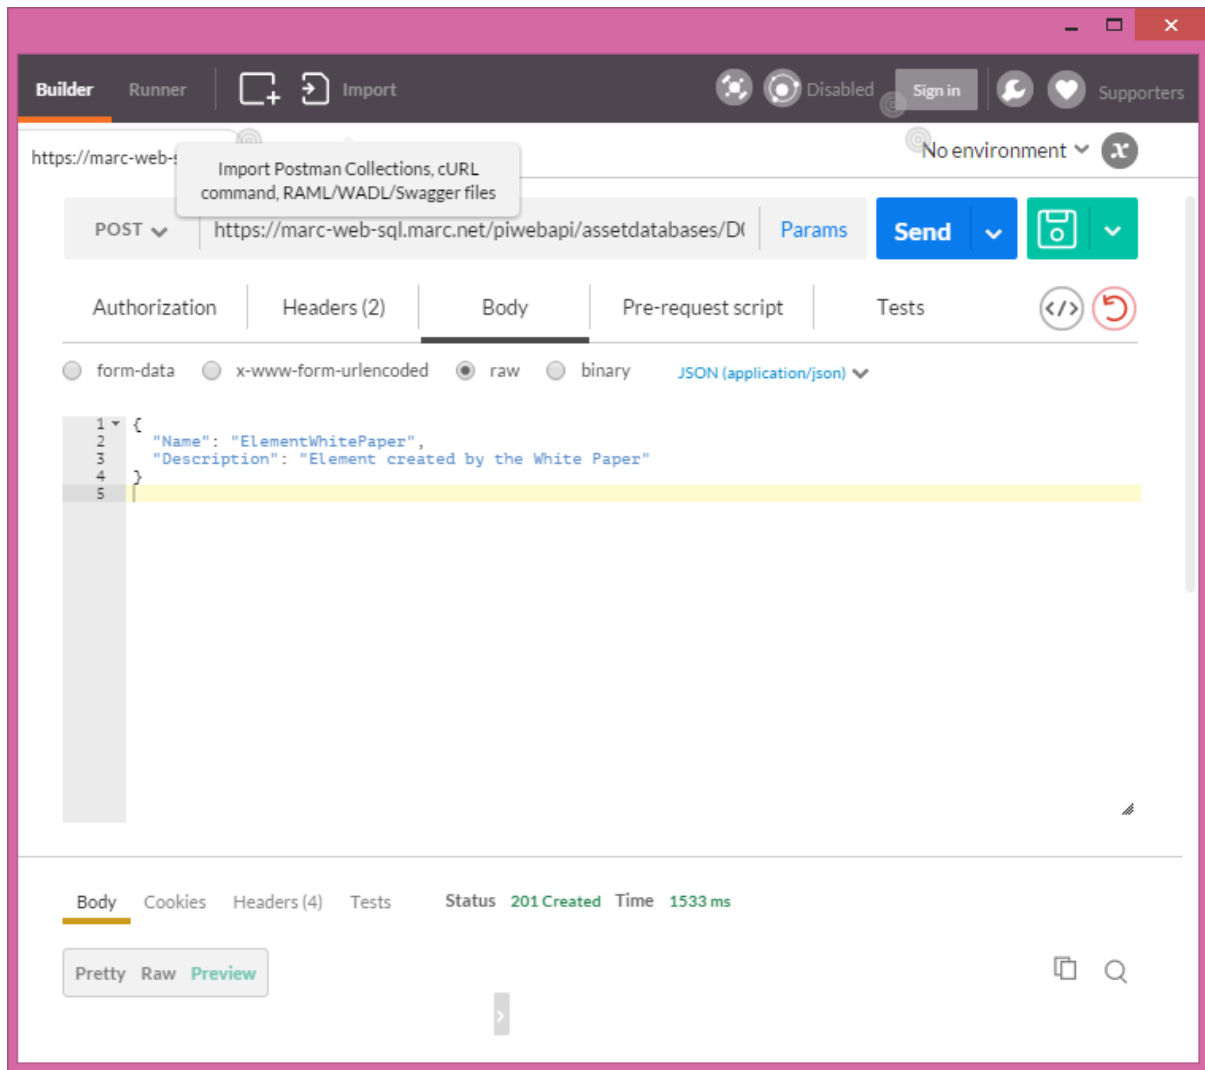 Builder Runner Import Disabled Sign in Supporters
https://marc-web-s No environment
Import Postman Collections, cURL
command, RAML/WADL/Swagger files
POST https://marc-web-sql.marc.net/piwebapi/assetdatabases/D Params Send
Authorization Headers (2) Body Pre-request script Tests
form-data x-www-form-urlencoded raw binary JSON (application/json)
1 {
2 "Name": "ElementWhitePaper",
3 "Description": "Element created by the White Paper"
4 }
5
Body Cookies Headers (4) Tests Status 201 Created Time 1533 ms
Pretty Raw Preview